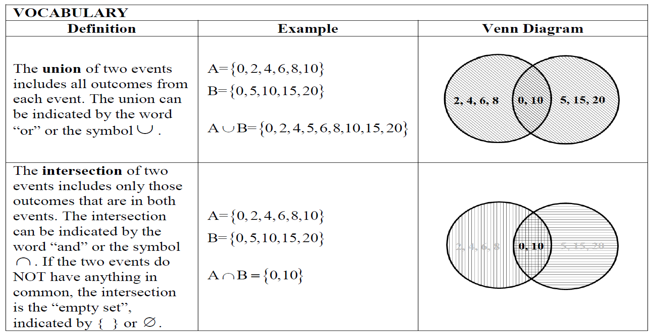 VOCABULARY
Definition Example Venn Diagram
The union of two events
includes all outcomes from
each event. The union can
be indicated by the word
“or” or the symbol ∪ .
A={0,2,4,6,8,10}
B={0,5,10,15,20}
A∪B={0,2,4,5,6,8,10,15,20}
2, 4, 6, 8 0, 10 5, 15, 20
The intersection of two
events includes only those
outcomes that are in both
events. The intersection
can be indicated by the
word “and” or the symbol
∩ . If the two events do
NOT have anything in
common, the intersection
is the “empty set”,
indicated by { } or ∅ .
A={0,2,4,6,8,10}
B={0,5,10,15,20}
A∩B={0,10}
2, 4, 6, 8 0, 10 5, 15, 20